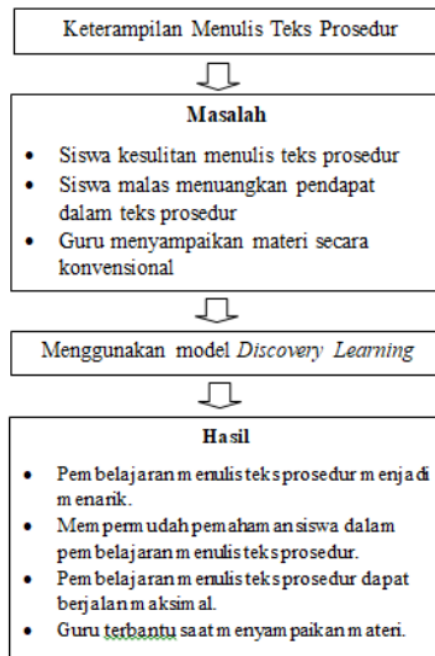 Keterampilan Menulis Teks Prosedur
Masalah
• Siswa kesulitan menulis teks prosedur
• Siswa malas menuangkan pendapat
dalam teks prosedur
• Guru menyampaikan materi secara
konvensional
Menggunakan model Discovery Learning
Hasil
• Pembelajaran menulis teks prosedur menjadi
menarik.
• Mempermudah pemahaman siswa dalam
pembelajaran menulis teks prosedur.
• Pembelajaran menulis teks prosedur dapat
berjalan maksimal.
• Guru terbantu saat menyampaikan materi.